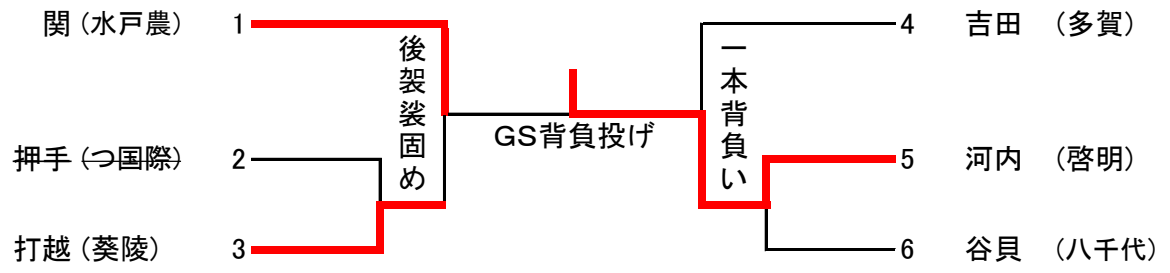 関(水戸農) 1
押手(つ国際) 2
打越(葵陵) 3
後袈裟固め
GS背負投げ
一本背負い
4 吉田 (多賀)
5 河内 (啓明)
6 谷貝 (八千代)